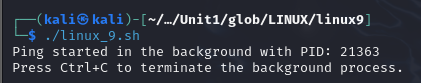 ┌──(kali㉿kali)-[~/…/Unit1/glob/LINUX/linux9]
└─$ ./linux_9.sh
Ping started in the background with PID: 21363
Press Ctrl+C to terminate the background process.